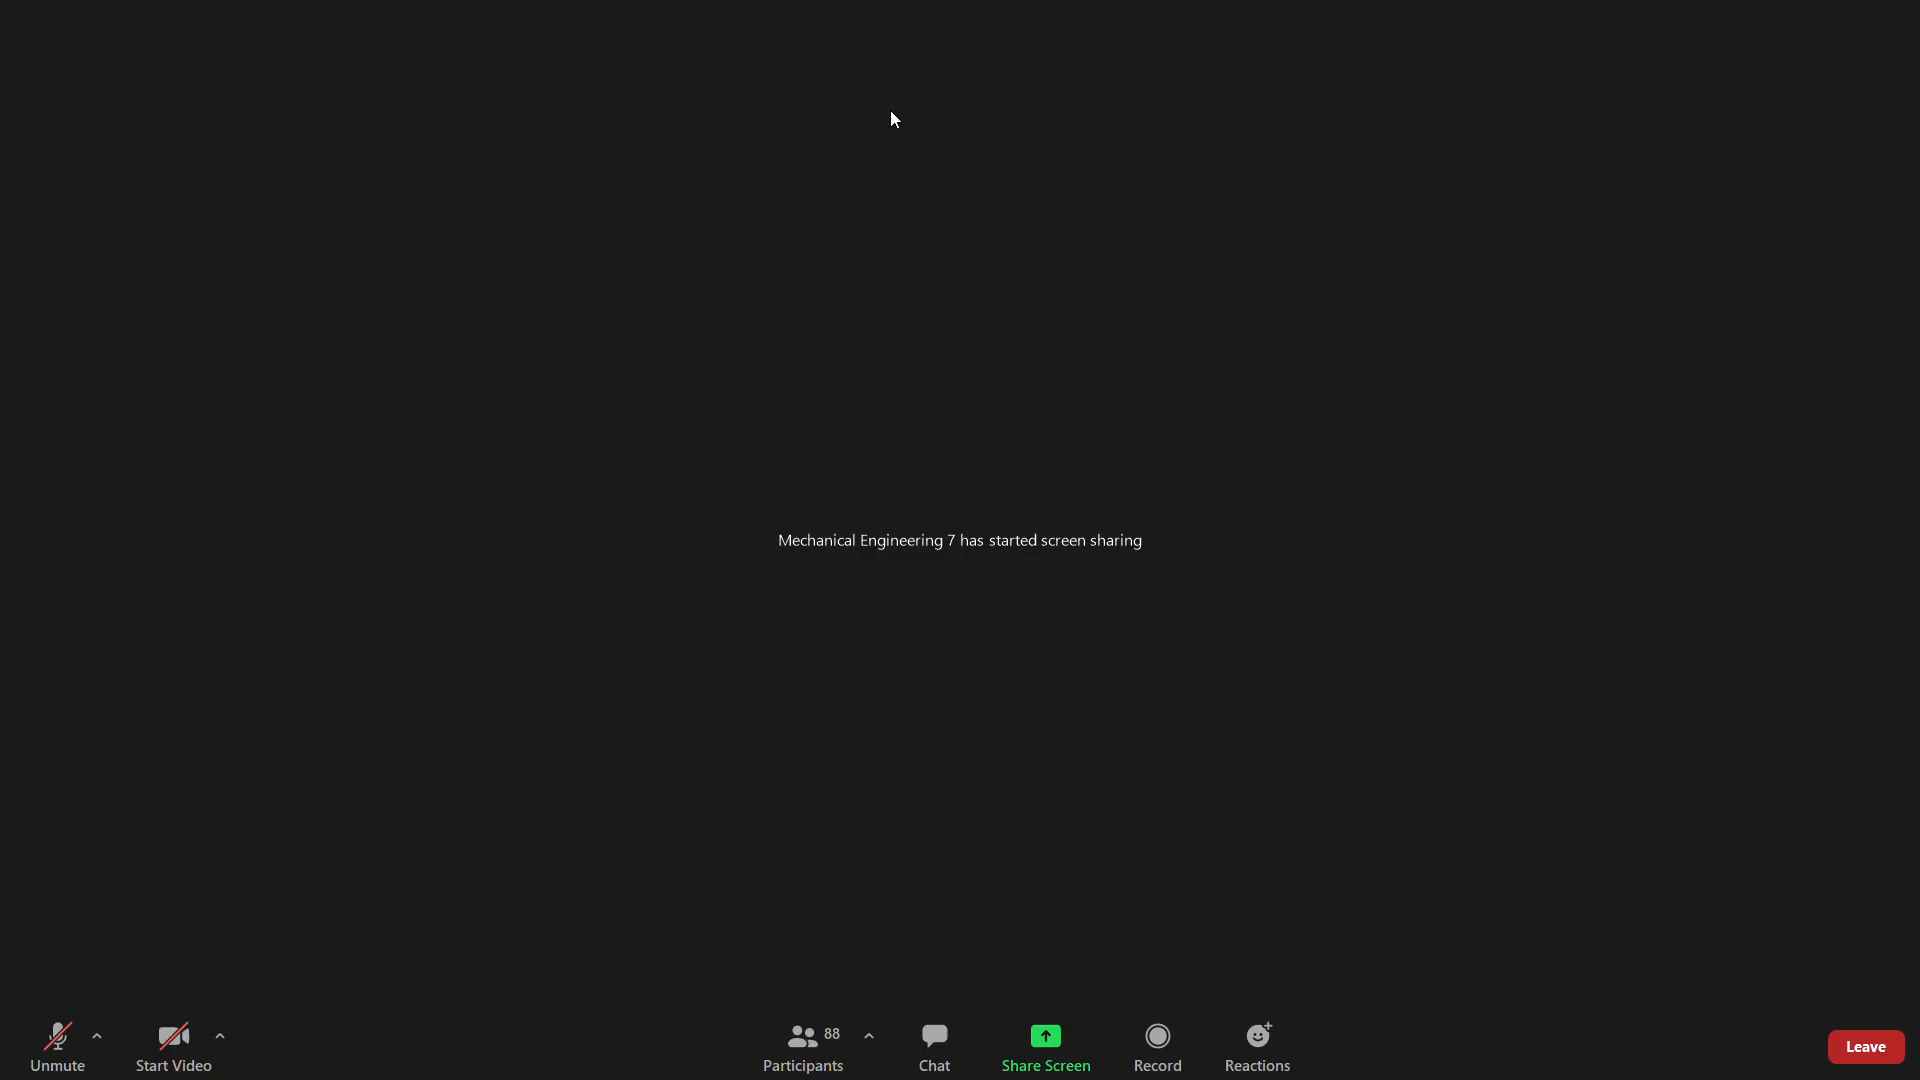 Mechanical Engineering 7 has started screen sharing
88
Unmute
Start Video
Participants
Chat
Share Screen
Record
Reactions
Leave